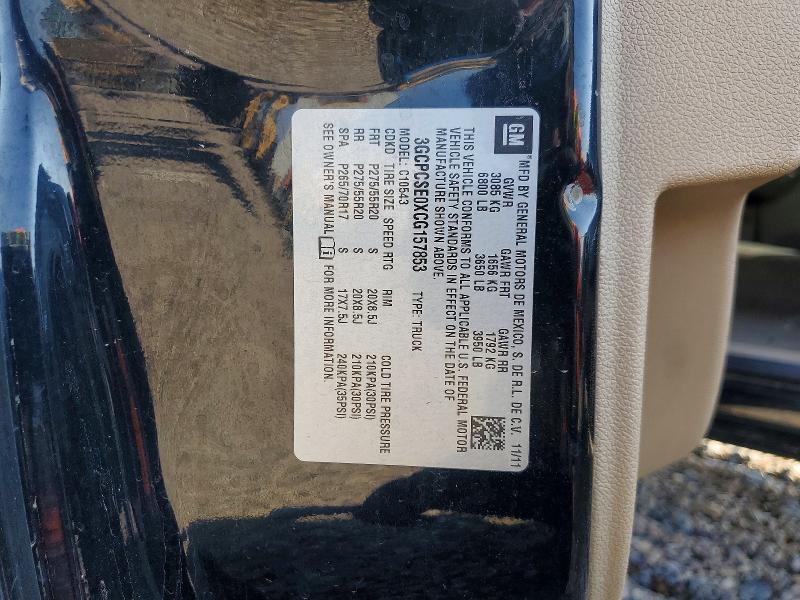 GM
MFD BY GENERAL MOTORS DE MEXICO, S. DE R.L. DE C.V. 11/11
GVWR GAWR FRT GAWR RR
3085 KG 1656 KG 1792 KG
6800 LB 3650 LB 3950 LB
THIS VEHICLE CONFORMS TO ALL APPLICABLE U.S. FEDERAL MOTOR
VEHICLE SAFETY STANDARDS IN EFFECT ON THE DATE OF
MANUFACTURE SHOWN ABOVE.
3GCPCSE0XCG157853 TYPE: TRUCK
MODEL: C10543
CDKD TIRE SIZE SPEED RTG RIM COLD TIRE PRESSURE
FRT P275/55R20 S 20X8.5J 210KPA(30PSI)
RR P275/55R20 S 20X8.5J 210KPA(30PSI)
SPA P265/70R17 S 17X7.5J 240KPA(35PSI)
SEE OWNER'S MANUAL FOR MORE INFORMATION.